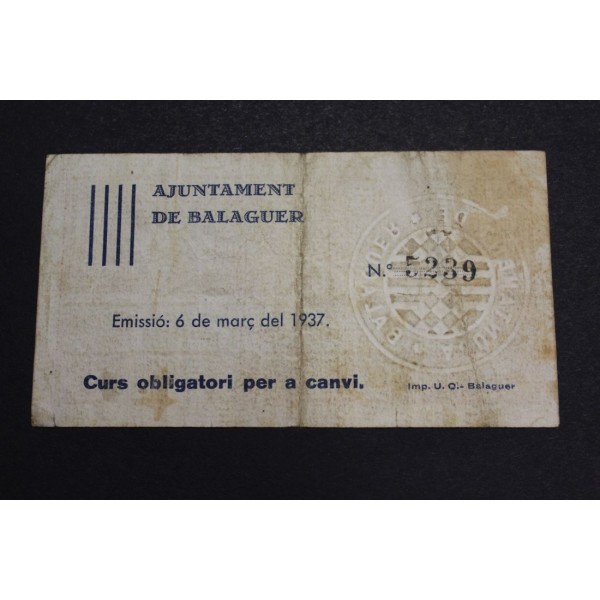 AJUNTAMENT
DE BALAGUER
N.º 5239
Emissió: 6 de març del 1937.
Curs obligatori per a canvi.
Imp. U. O.- Balaguer